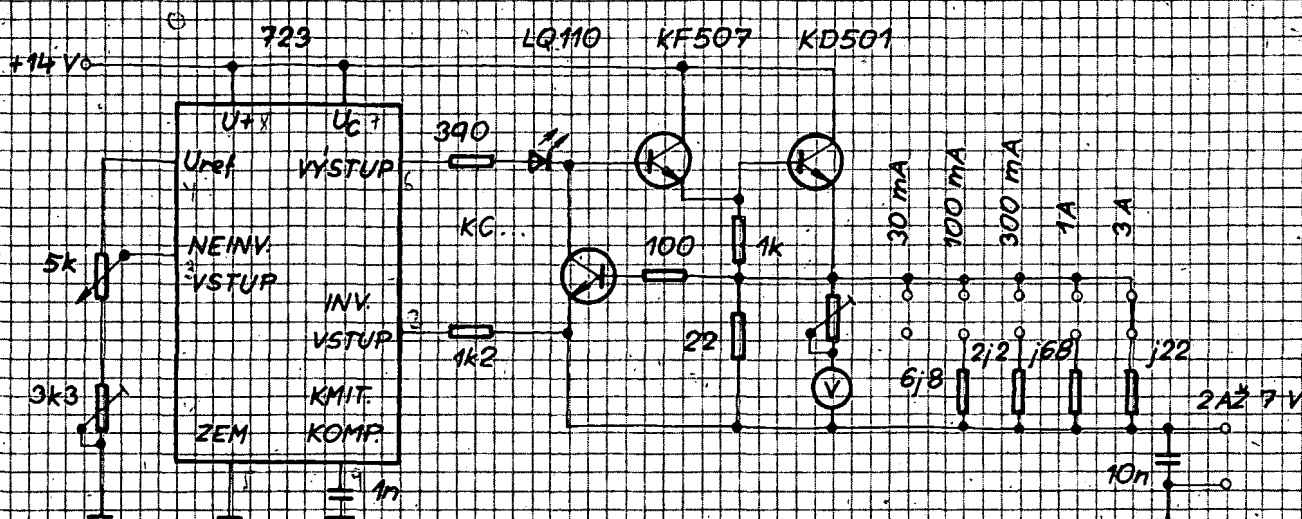 723
LQ110
KF507
KD501
+14 V
U+
UC+
390
Uref
VÝSTUP
6
KC...
100
1k
5k
NEINV.
VSTUP
INV.
VSTUP
1k2
22
V
30 mA
100 mA
300 mA
1A
3A
6j8
2j2
j68
j22
3k3
KMIT.
KOMP.
ZEM
2 AŽ 7 V
10n
1n